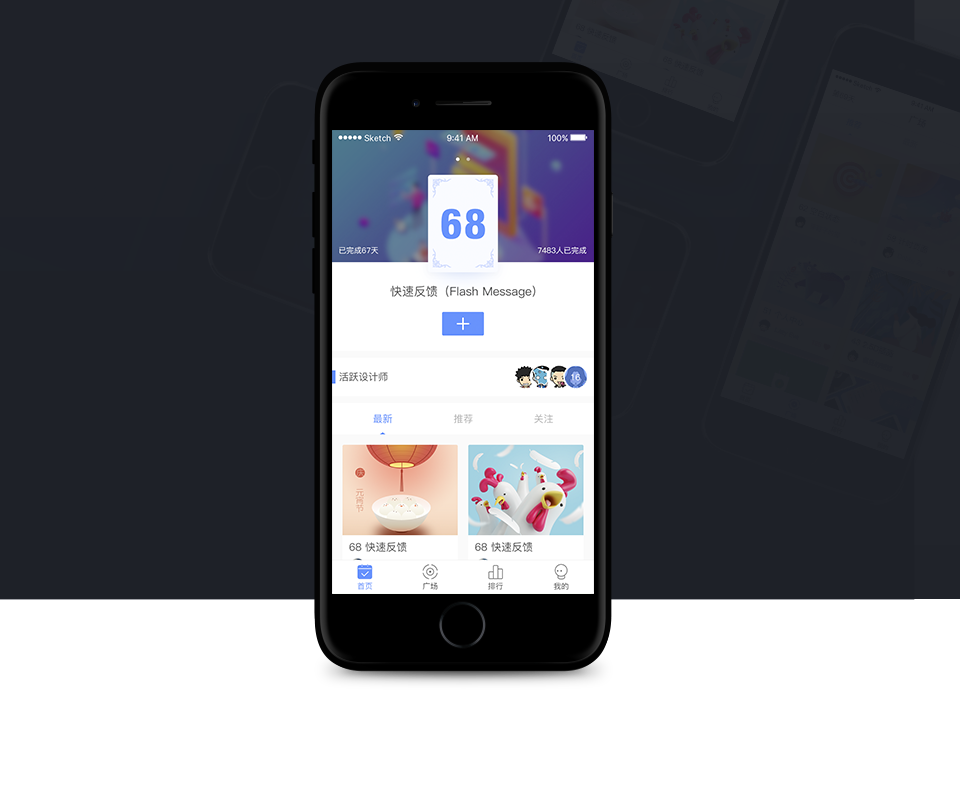 Sketch 9:41 AM 100%
68
已完成67天 7483人已完成
快速反馈（Flash Message）
活跃设计师 16
最新 推荐 关注
元宵节
68 快速反馈 68 快速反馈
首页 广场 排行 我的